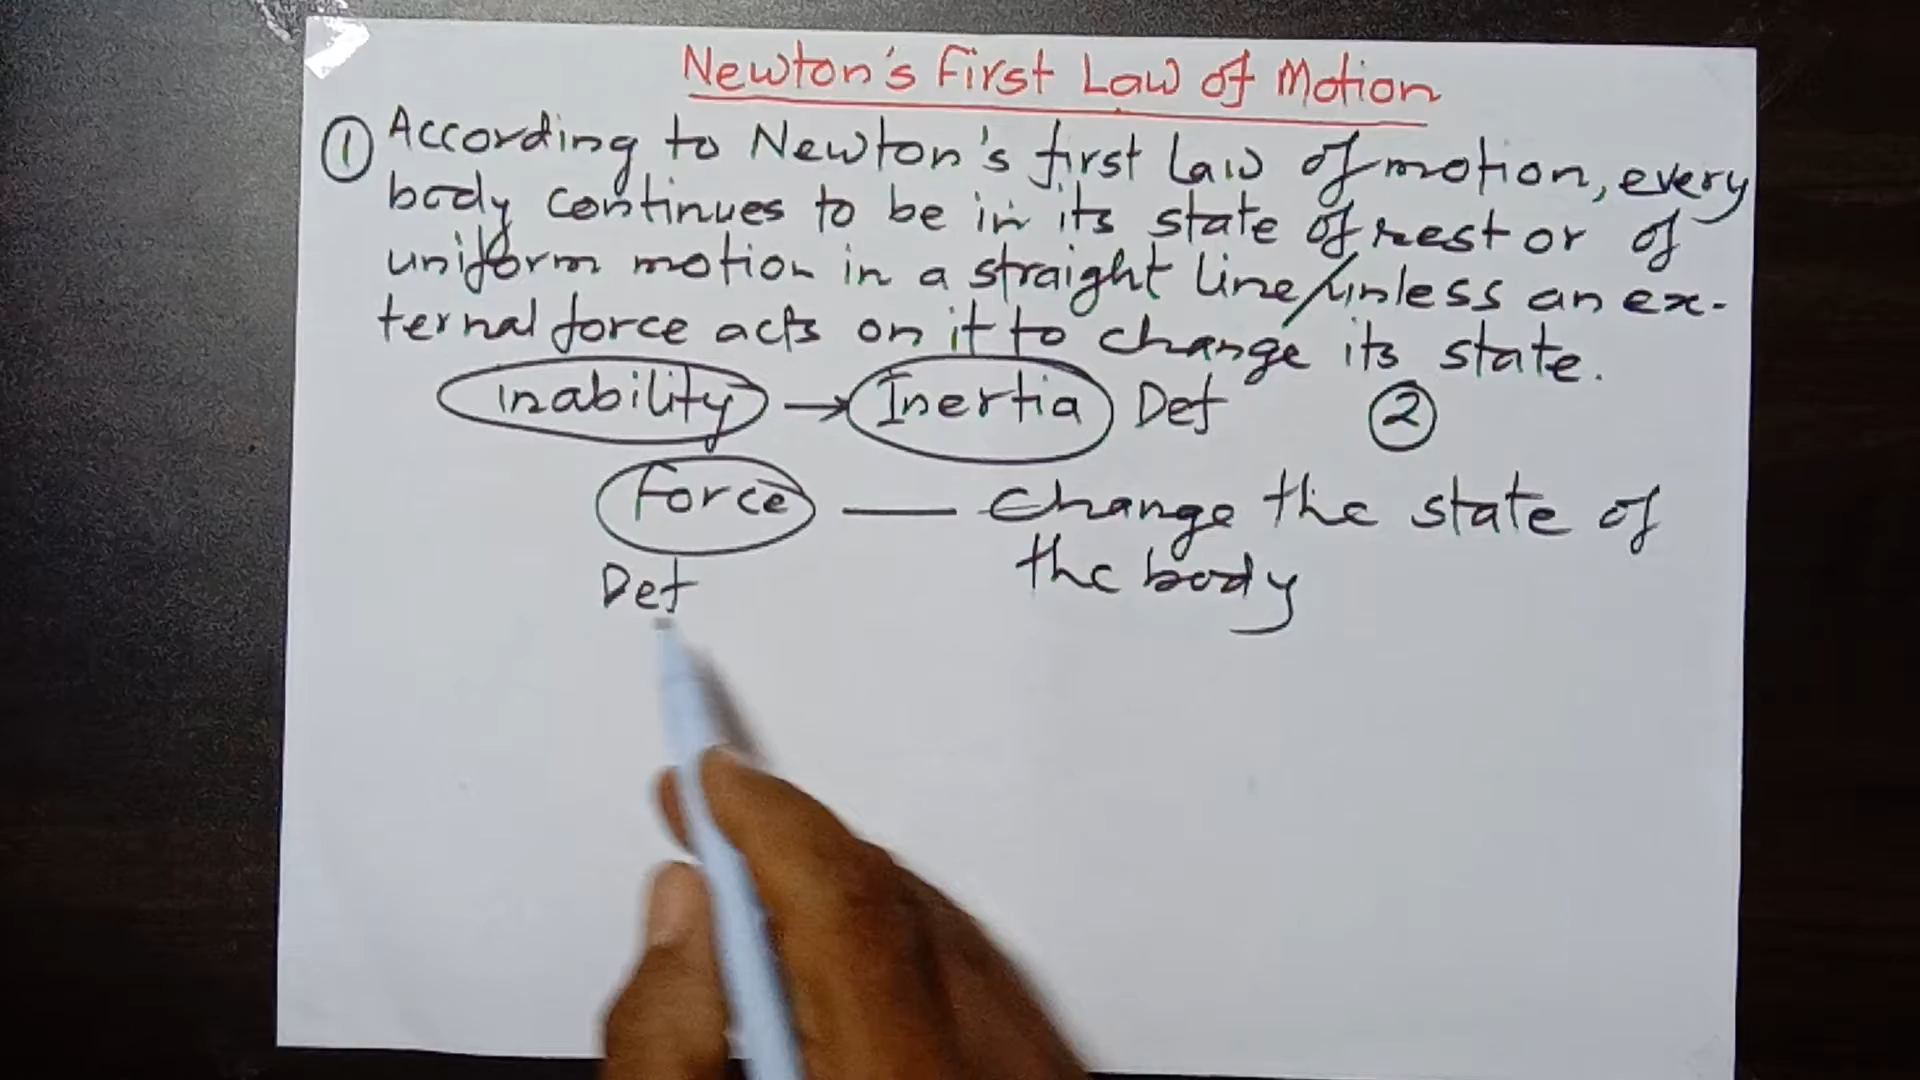 Newton's First Law of Motion
① According to Newton's first law of motion, every
body continues to be in its state of rest or of
uniform motion in a straight line/unless an ex-
ternal force acts on it to change its state.
inability → Inertia Def ②
Force — Change the state of
the body
Def